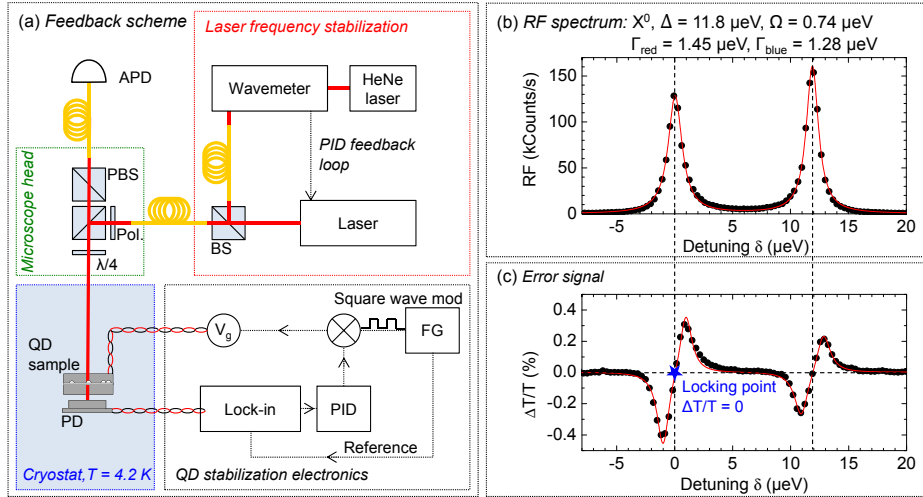 (a) Feedback scheme
Laser frequency stabilization
APD
Wavemeter
HeNe
laser
PID feedback
loop
Microscope head
PBS
Pol.
λ/4
BS
Laser
QD
sample
PD
Cryostat, T = 4.2 K
Vg
Square wave mod
FG
Lock-in
PID
Reference
QD stabilization electronics
(b) RF spectrum: X⁰, Δ = 11.8 µeV, Ω = 0.74 µeV
Γred = 1.45 µeV, Γblue = 1.28 µeV
RF (kCounts/s)
150
100
50
0
-5 0 5 10 15 20
Detuning δ (µeV)
(c) Error signal
ΔT/T (%)
0.4
0.2
0.0
-0.2
-0.4
Locking point
ΔT/T = 0
-5 0 5 10 15 20
Detuning δ (µeV)